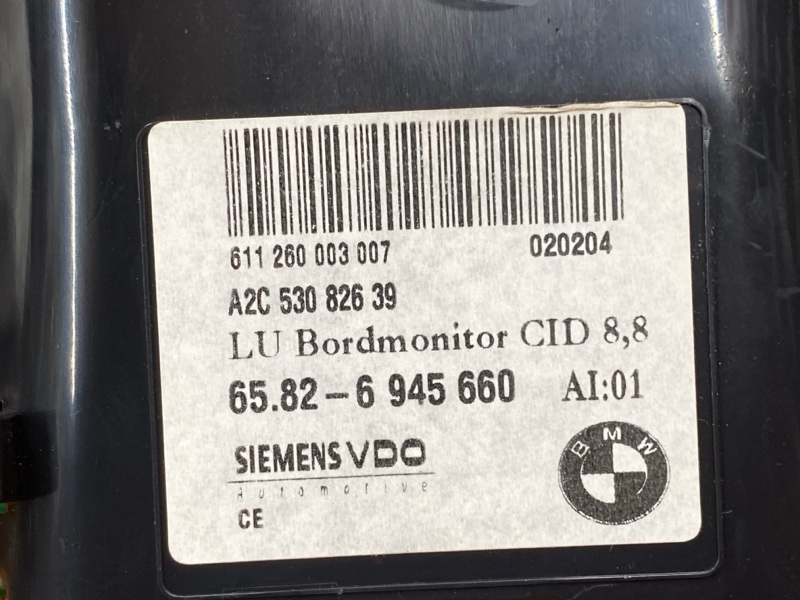 611 260 003 007 020204
A2C 530 826 39
LU Bordmonitor CID 8,8
65.82-6 945 660 AI:01
SIEMENS VDO
Automotive
CE
BMW